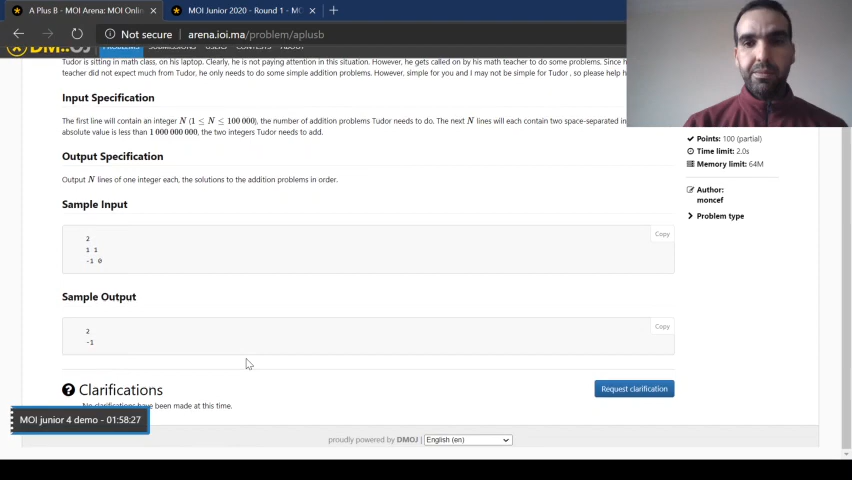 A Plus B - MOI Arena: MOI Onlin
MOI Junior 2020 - Round 1 - MO
Not secure
arena.ioi.ma/problem/aplusb
DM::OJ PROBLEMS SUBMISSIONS USERS CONTESTS ABOUT
Tudor is sitting in math class, on his laptop. Clearly, he is not paying attention in this situation. However, he gets called on by his math teacher to do some problems. Since h
teacher did not expect much from Tudor, he only needs to do some simple addition problems. However, simple for you and I may not be simple for Tudor , so please help h
Input Specification
The first line will contain an integer N (1 ≤ N ≤ 100 000), the number of addition problems Tudor needs to do. The next N lines will each contain two space-separated in
absolute value is less than 1 000 000 000, the two integers Tudor needs to add.
Points: 100 (partial)
Time limit: 2.0s
Memory limit: 64M
Output Specification
Output N lines of one integer each, the solutions to the addition problems in order.
Author:
moncef
Problem type
Sample Input
Copy
2
1 1
-1 0
Sample Output
Copy
2
-1
Clarifications
Request clarification
No clarifications have been made at this time.
MOI junior 4 demo - 01:58:27
proudly powered by DMOJ | English (en)